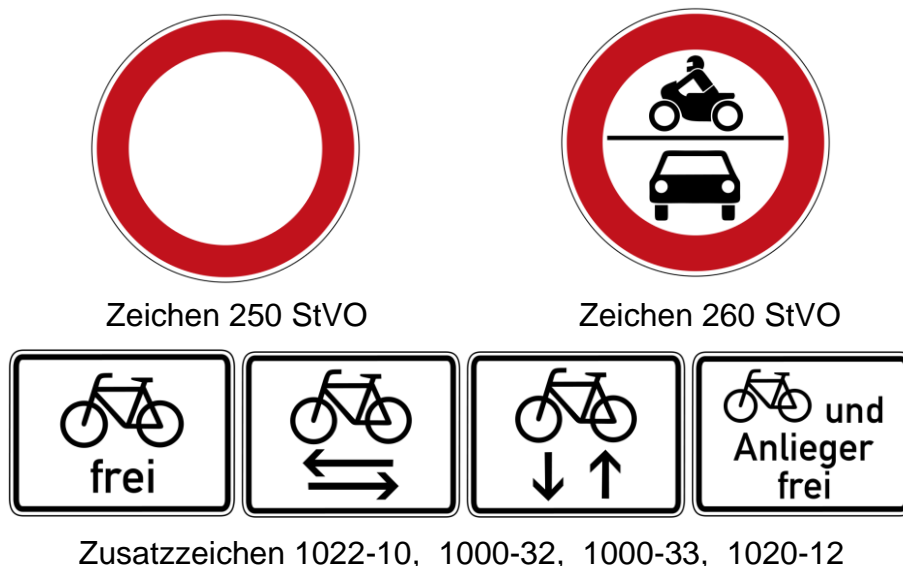 Zeichen 250 StVO
Zeichen 260 StVO
frei
und
Anlieger
frei
Zusatzzeichen 1022-10, 1000-32, 1000-33, 1020-12